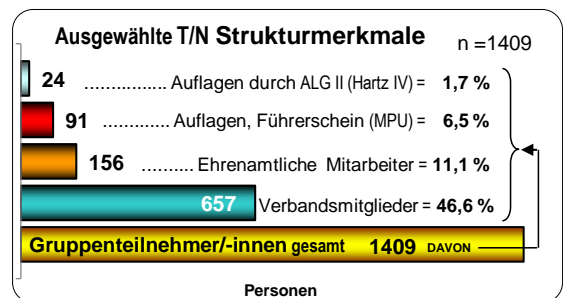 Ausgewählte T/N Strukturmerkmale n =1409
24 ................ Auflagen durch ALG II (Hartz IV) = 1,7 %
91 ............. Auflagen, Führerschein (MPU) = 6,5 %
156 .......... Ehrenamtliche Mitarbeiter = 11,1 %
657 Verbandsmitglieder = 46,6 %
Gruppenteilnehmer/-innen gesamt 1409 DAVON
Personen